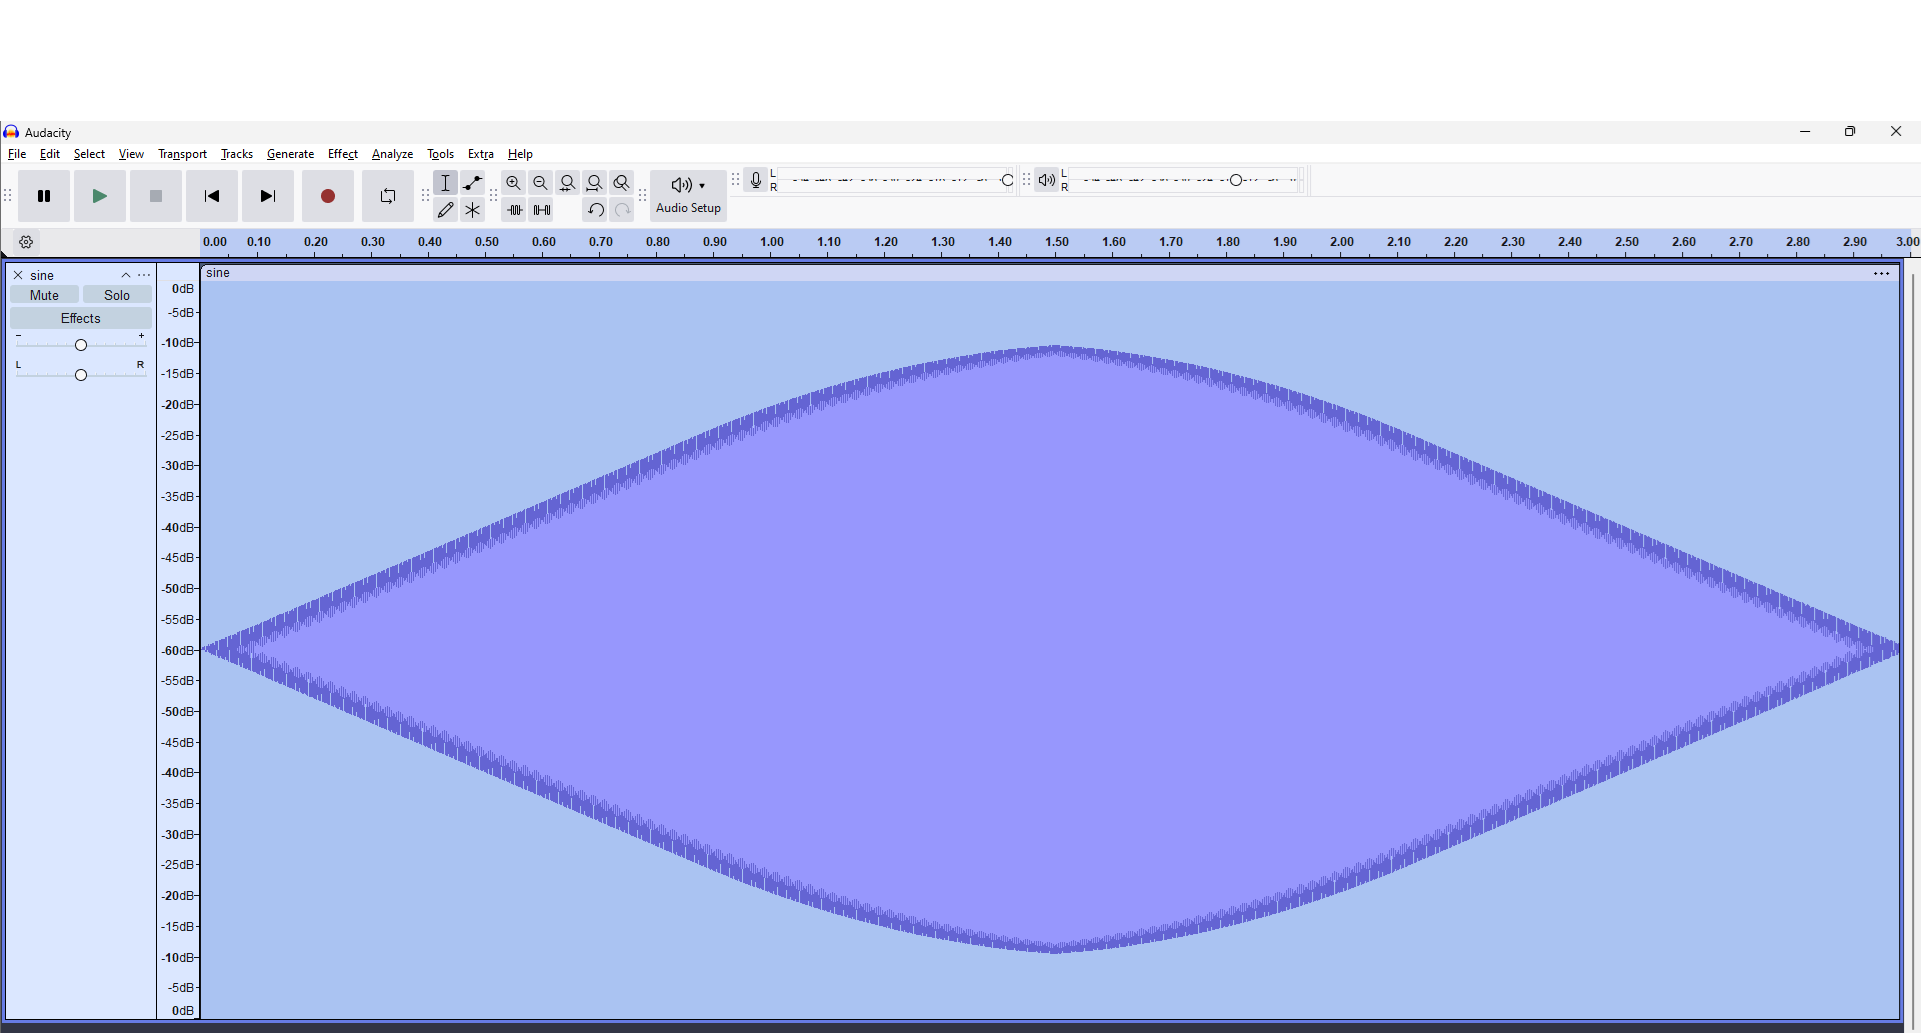 Audacity
File Edit Select View Transport Tracks Generate Effect Analyze Tools Extra Help
Audio Setup
L
R
L
R
0.00 0.10 0.20 0.30 0.40 0.50 0.60 0.70 0.80 0.90 1.00 1.10 1.20 1.30 1.40 1.50 1.60 1.70 1.80 1.90 2.00 2.10 2.20 2.30 2.40 2.50 2.60 2.70 2.80 2.90 3.00
sine
Mute Solo
Effects
- +
L R
sine
0dB
-5dB
-10dB
-15dB
-20dB
-25dB
-30dB
-35dB
-40dB
-45dB
-50dB
-55dB
-60dB
-55dB
-50dB
-45dB
-40dB
-35dB
-30dB
-25dB
-20dB
-15dB
-10dB
-5dB
0dB